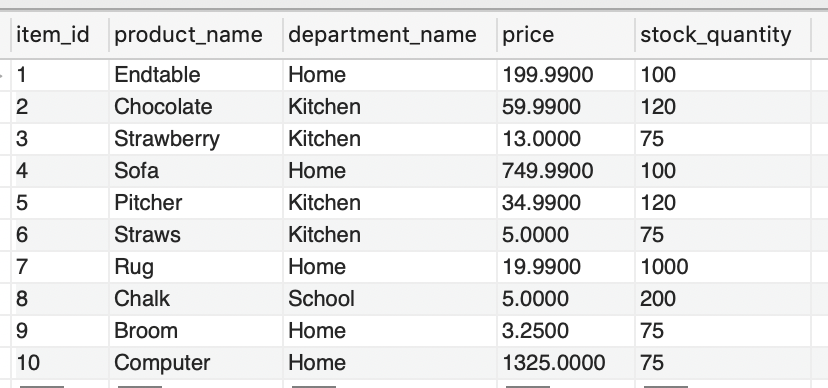 item_id product_name department_name price stock_quantity
1 Endtable Home 199.9900 100
2 Chocolate Kitchen 59.9900 120
3 Strawberry Kitchen 13.0000 75
4 Sofa Home 749.9900 100
5 Pitcher Kitchen 34.9900 120
6 Straws Kitchen 5.0000 75
7 Rug Home 19.9900 1000
8 Chalk School 5.0000 200
9 Broom Home 3.2500 75
10 Computer Home 1325.0000 75